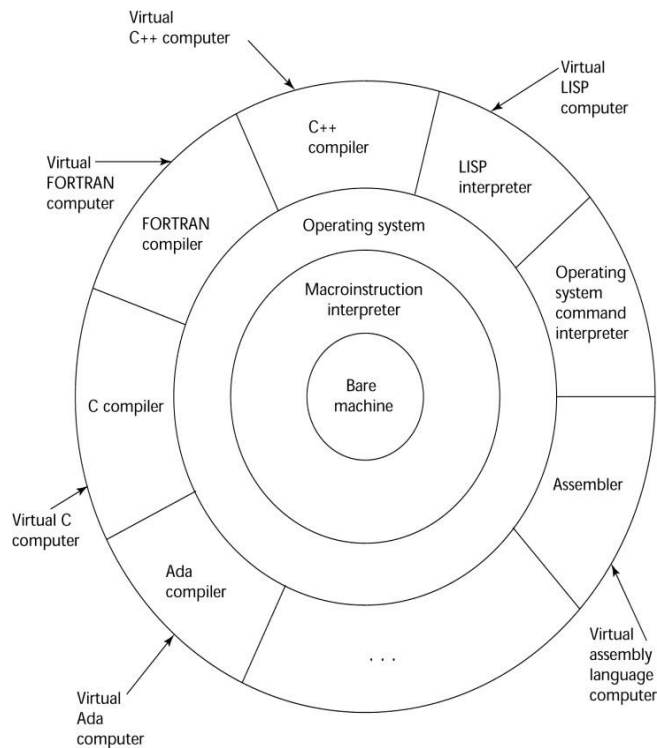 Virtual
C++ computer
Virtual
LISP
computer
C++
compiler
Virtual
FORTRAN
computer
LISP
interpreter
FORTRAN
compiler
Operating system
Operating
system
command
interpreter
Macroinstruction
interpreter
Bare
machine
C compiler
Assembler
Virtual C
computer
Ada
compiler
Virtual
assembly
language
computer
. . .
Virtual
Ada
computer